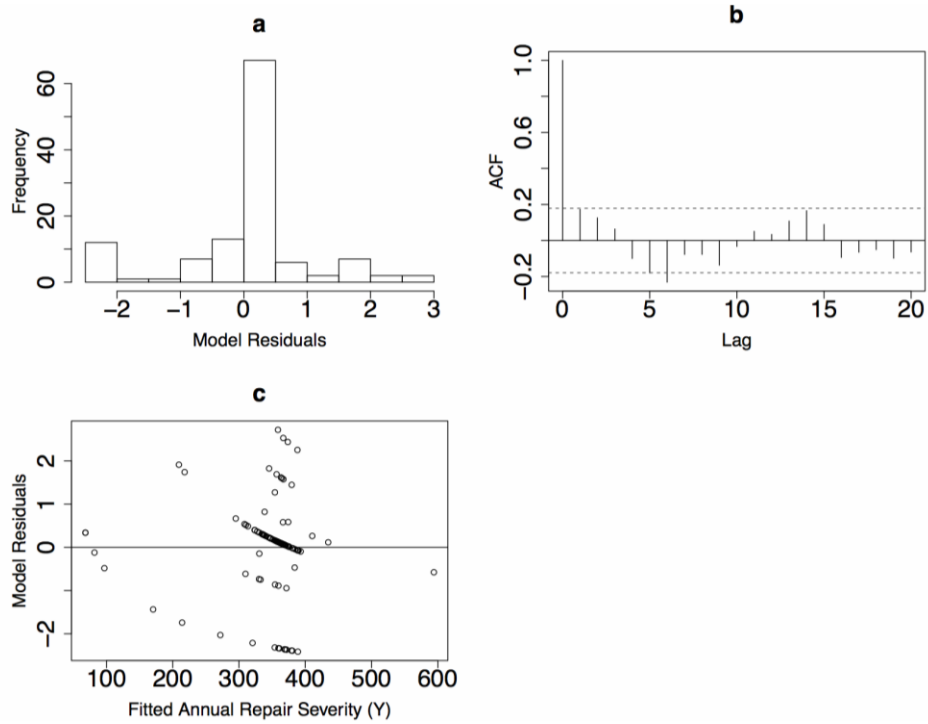 a
Frequency
60
40
20
0
−2 −1 0 1 2 3
Model Residuals
b
ACF
1.0
0.6
0.2
−0.2
0 5 10 15 20
Lag
c
Model Residuals
2
1
0
−2
100 200 300 400 500 600
Fitted Annual Repair Severity (Y)